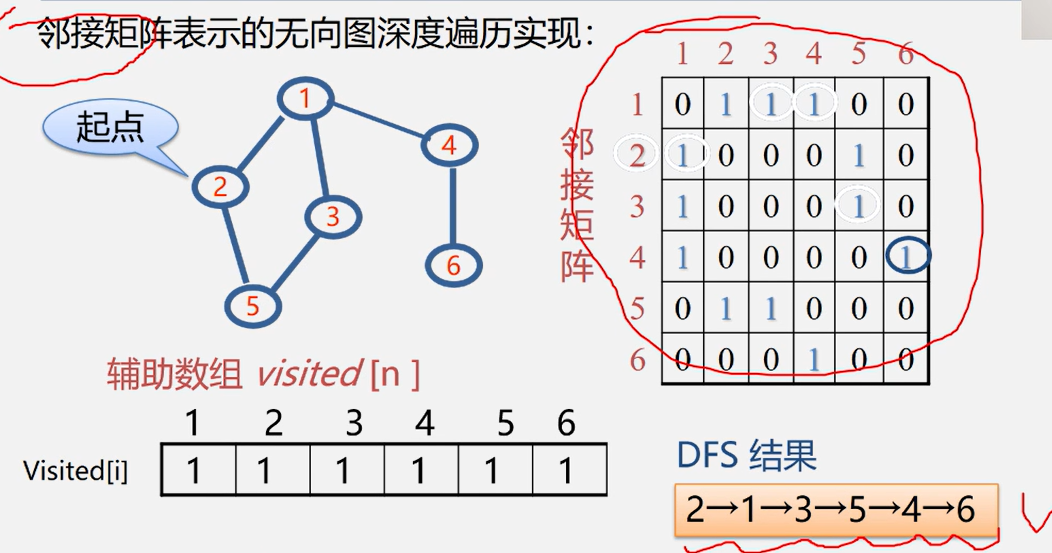 邻接矩阵表示的无向图深度遍历实现：
起点
1
2
3
4
5
6
邻接矩阵
1 2 3 4 5 6
1 0 1 1 1 0 0
2 1 0 0 0 1 0
3 1 0 0 0 1 0
4 1 0 0 0 0 1
5 0 1 1 0 0 0
6 0 0 0 1 0 0
辅助数组 visited [n ]
1 2 3 4 5 6
Visited[i] 1 1 1 1 1 1
DFS 结果
2→1→3→5→4→6